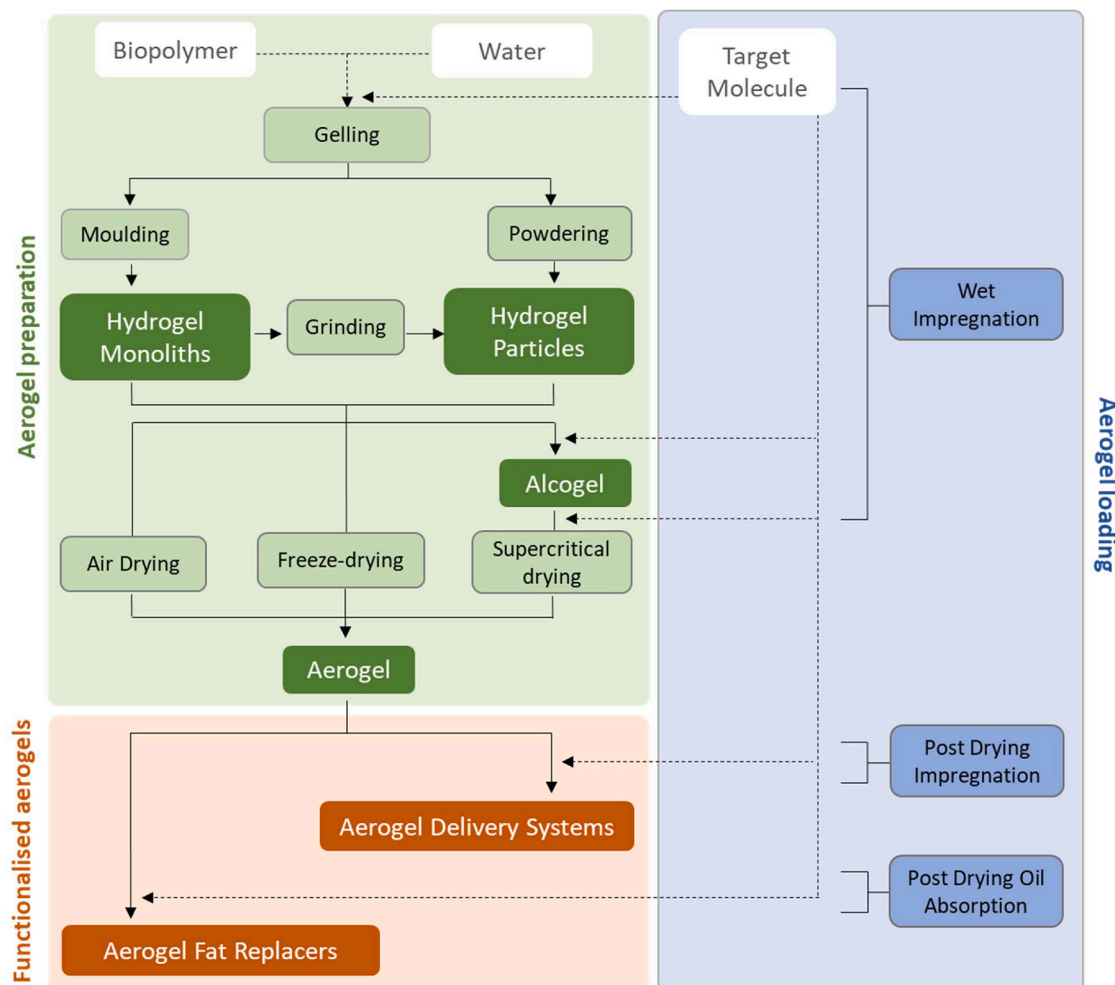 Biopolymer
Water
Target
Molecule
Gelling
Moulding
Powdering
Aerogel preparation
Hydrogel
Monoliths
Grinding
Hydrogel
Particles
Wet
Impregnation
Aerogel loading
Alcogel
Air Drying
Freeze-drying
Supercritical
drying
Aerogel
Functionalised aerogels
Post Drying
Impregnation
Aerogel Delivery Systems
Post Drying Oil
Absorption
Aerogel Fat Replacers